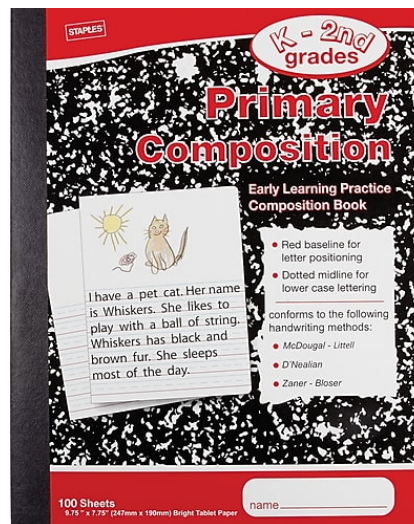 STAPLES
K - 2nd
grades
Primary
Composition
Early Learning Practice
Composition Book
• Red baseline for
letter positioning
• Dotted midline for
lower case lettering
conforms to the following
handwriting methods:
• McDougal - Littell
• D'Nealian
• Zaner - Bloser
I have a pet cat. Her name
is Whiskers. She likes to
play with a ball of string.
Whiskers has black and
brown fur. She sleeps
most of the day.
100 Sheets
9.75 " x 7.75" (247mm x 190mm) Bright Tablet Paper
name